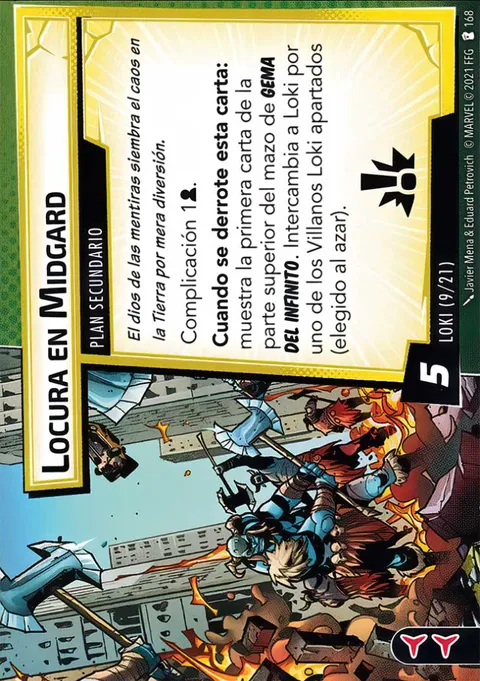 LOCURA EN MIDGARD
PLAN SECUNDARIO
El dios de las mentiras siembra el caos en
la Tierra por mera diversión.
Complicación 1.
Cuando se derrote esta carta:
muestra la primera carta de la
parte superior del mazo de GEMA
DEL INFINITO. Intercambia a Loki por
uno de los Villanos Loki apartados
(elegido al azar).
5
LOKI (9/21)
Javier Mena & Eduard Petrovich © MARVEL © 2021 FFG 168